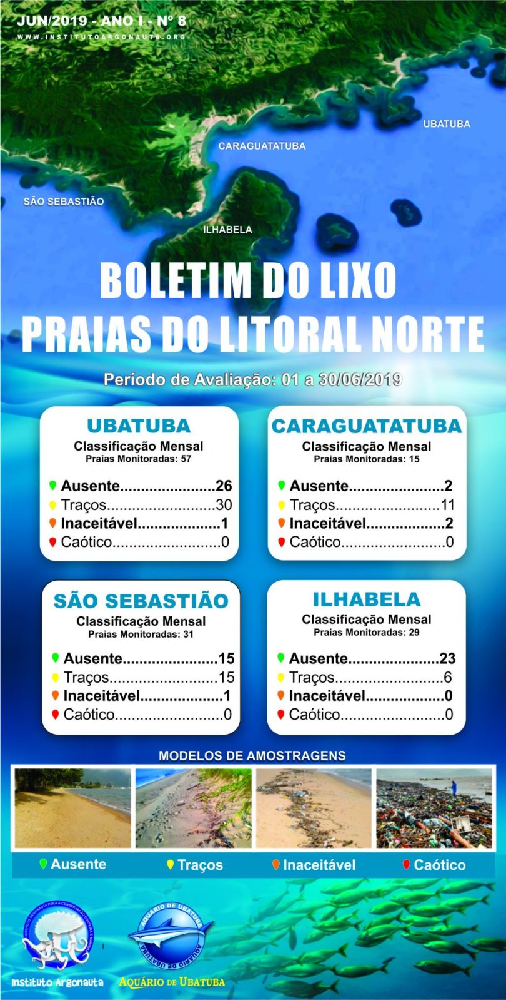 JUN/2019 - ANO I - Nº 8
WWW.INSTITUTOARGONAUTA.ORG
UBATUBA
CARAGUATATUBA
SÃO SEBASTIÃO
ILHABELA
BOLETIM DO LIXO
PRAIAS DO LITORAL NORTE
Período de Avaliação: 01 a 30/06/2019
UBATUBA
Classificação Mensal
Praias Monitoradas: 57
Ausente.......................26
Traços..........................30
Inaceitável....................1
Caótico..........................0
CARAGUATATUBA
Classificação Mensal
Praias Monitoradas: 15
Ausente.......................2
Traços..........................11
Inaceitável....................2
Caótico..........................0
SÃO SEBASTIÃO
Classificação Mensal
Praias Monitoradas: 31
Ausente.......................15
Traços..........................15
Inaceitável....................1
Caótico..........................0
ILHABELA
Classificação Mensal
Praias Monitoradas: 29
Ausente.......................23
Traços..........................6
Inaceitável....................0
Caótico..........................0
MODELOS DE AMOSTRAGENS
Ausente
Traços
Inaceitável
Caótico
INSTITUTO ARGONAUTA PARA A CONSERVAÇÃO COSTEIRA E MARINHA
Instituto Argonauta
AQUÁRIO DE UBATUBA
AQUÁRIO DE UBATUBA
AQUÁRIO DE UBATUBA